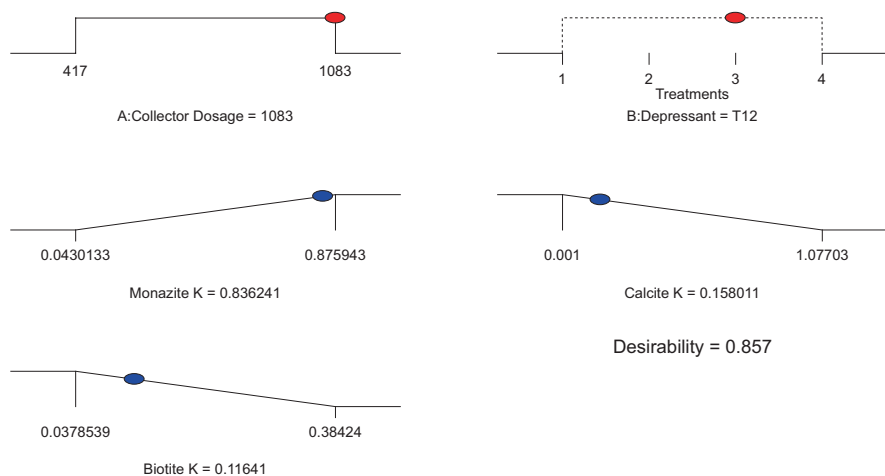 417 1083
A:Collector Dosage = 1083
1 2 3 4
Treatments
B:Depressant = T12
0.0430133 0.875943
Monazite K = 0.836241
0.001 1.07703
Calcite K = 0.158011
Desirability = 0.857
0.0378539 0.38424
Biotite K = 0.11641